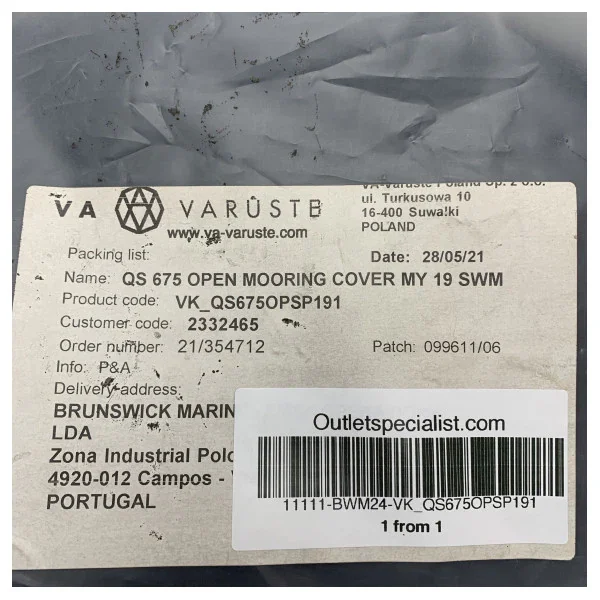 VA VARŪSTE
www.va-varuste.com
VA-Varuste Poland Sp. z o.o.
ul. Turkusowa 10
16-400 Suwałki
POLAND
Packing list:
Date: 28/05/21
Name: QS 675 OPEN MOORING COVER MY 19 SWM
Product code: VK_QS675OPSP191
Customer code: 2332465
Order number: 21/354712
Patch: 099611/06
Info: P&A
Delivery address:
BRUNSWICK MARIN
LDA
Zona Industrial Polo
4920-012 Campos -
PORTUGAL
Outletspecialist.com
11111-BWM24-VK_QS675OPSP191
1 from 1